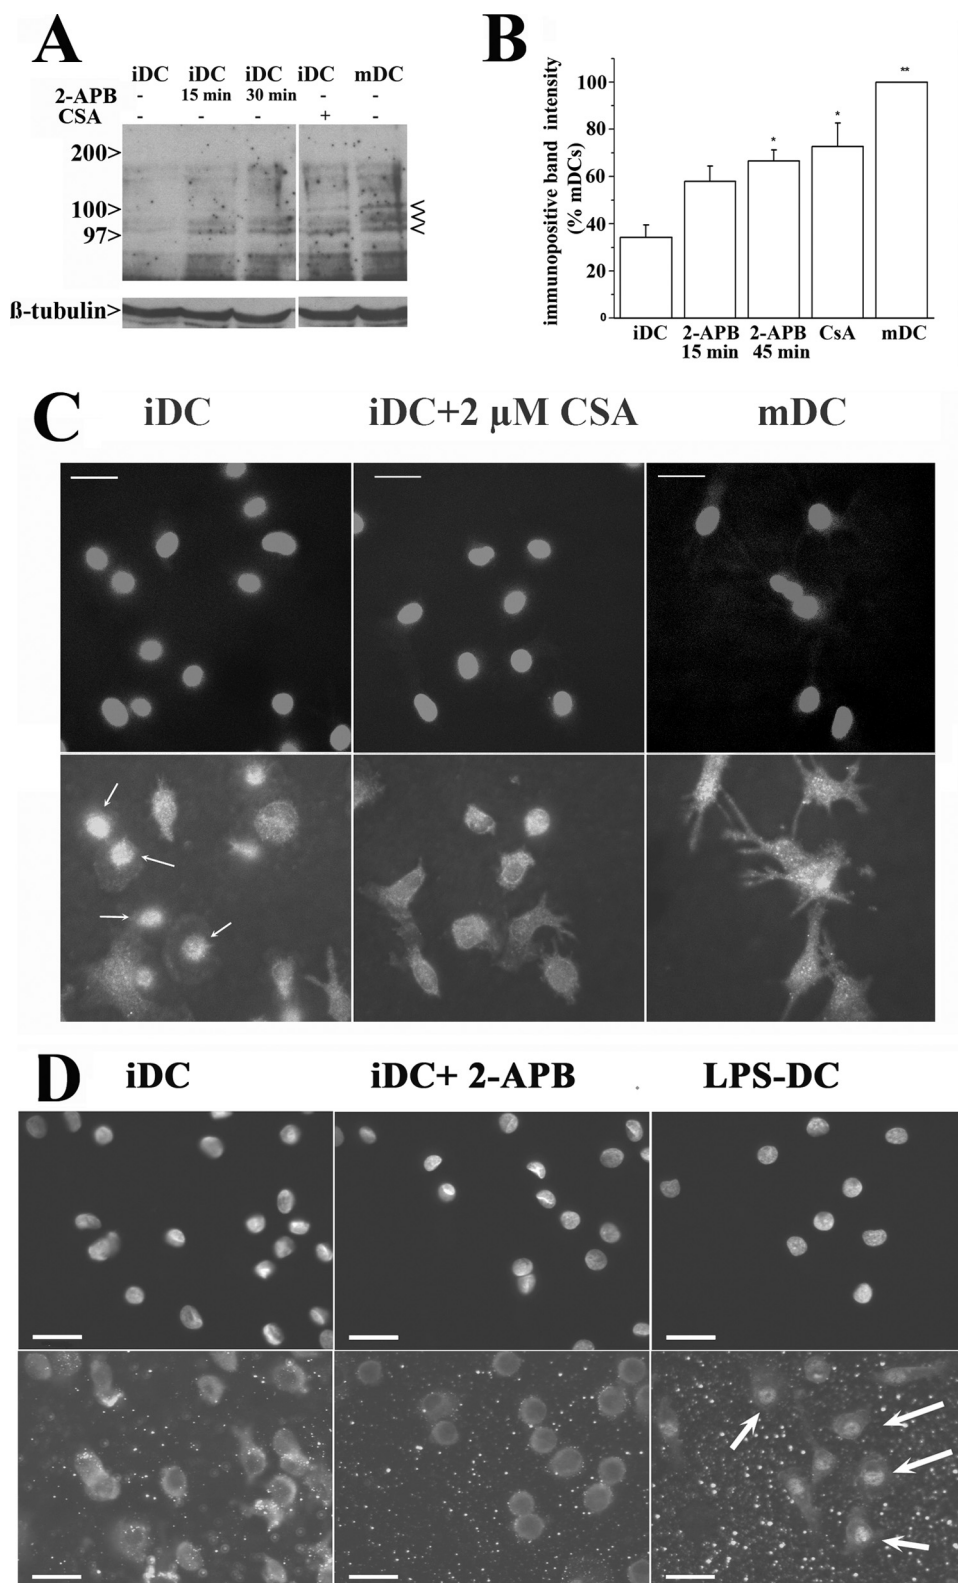 A
iDC iDC iDC iDC mDC
2-APB - 15 min 30 min - -
CSA - - - + -
200>
100>
97>
ß-tubulin>
B
immunopositive band intensity
(% mDCs)
100
80
60
40
20
0
* * **
iDC 2-APB 2-APB CsA mDC
15 min 45 min
C
iDC iDC+2 µM CSA mDC
D
iDC iDC+ 2-APB LPS-DC